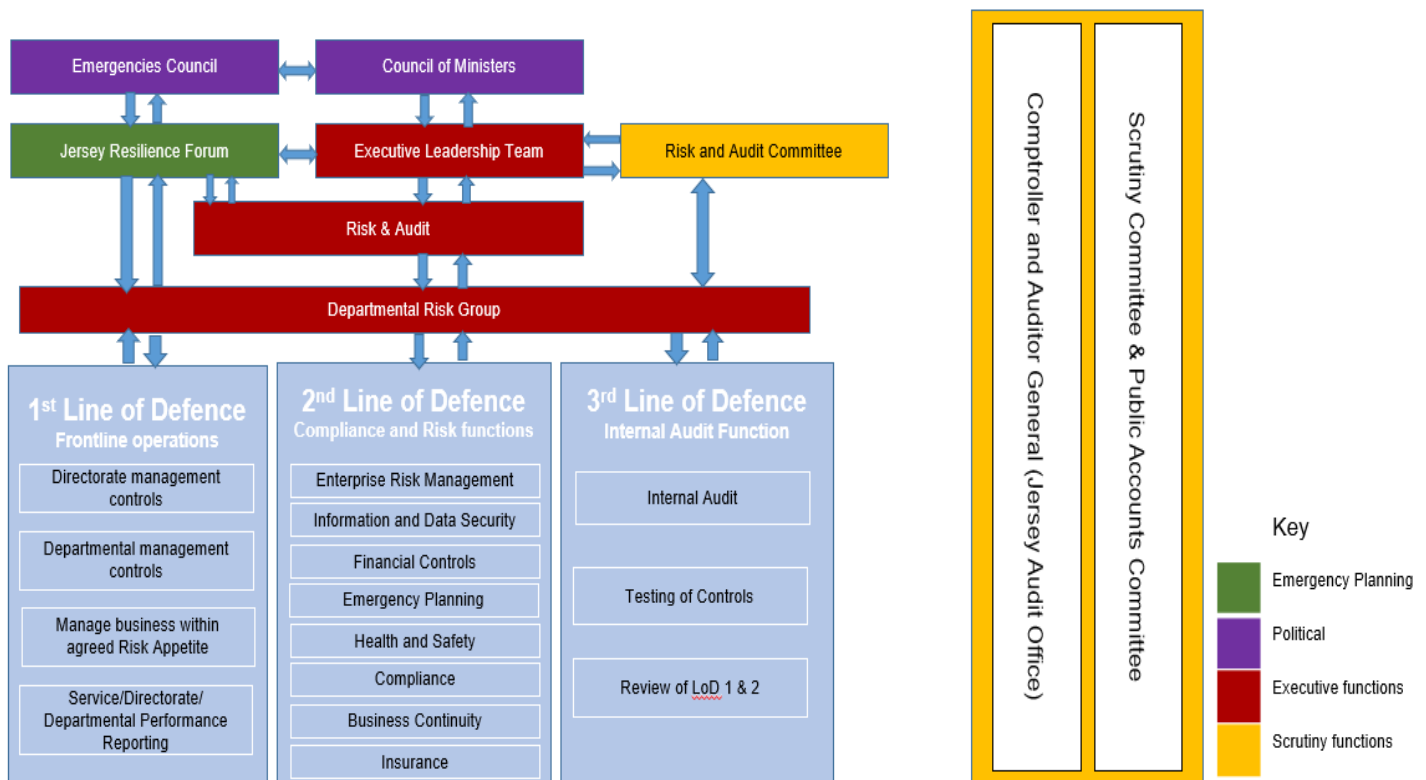 Emergencies Council
Council of Ministers
Jersey Resilience Forum
Executive Leadership Team
Risk and Audit Committee
Risk & Audit
Departmental Risk Group
1st Line of Defence
Frontline operations
Directorate management
controls
Departmental management
controls
Manage business within
agreed Risk Appetite
Service/Directorate/
Departmental Performance
Reporting
2nd Line of Defence
Compliance and Risk functions
Enterprise Risk Management
Information and Data Security
Financial Controls
Emergency Planning
Health and Safety
Compliance
Business Continuity
Insurance
3rd Line of Defence
Internal Audit Function
Internal Audit
Testing of Controls
Review of LoD 1 & 2
Comptroller and Auditor General (Jersey Audit Office)
Scrutiny Committee & Public Accounts Committee
Key
Emergency Planning
Political
Executive functions
Scrutiny functions